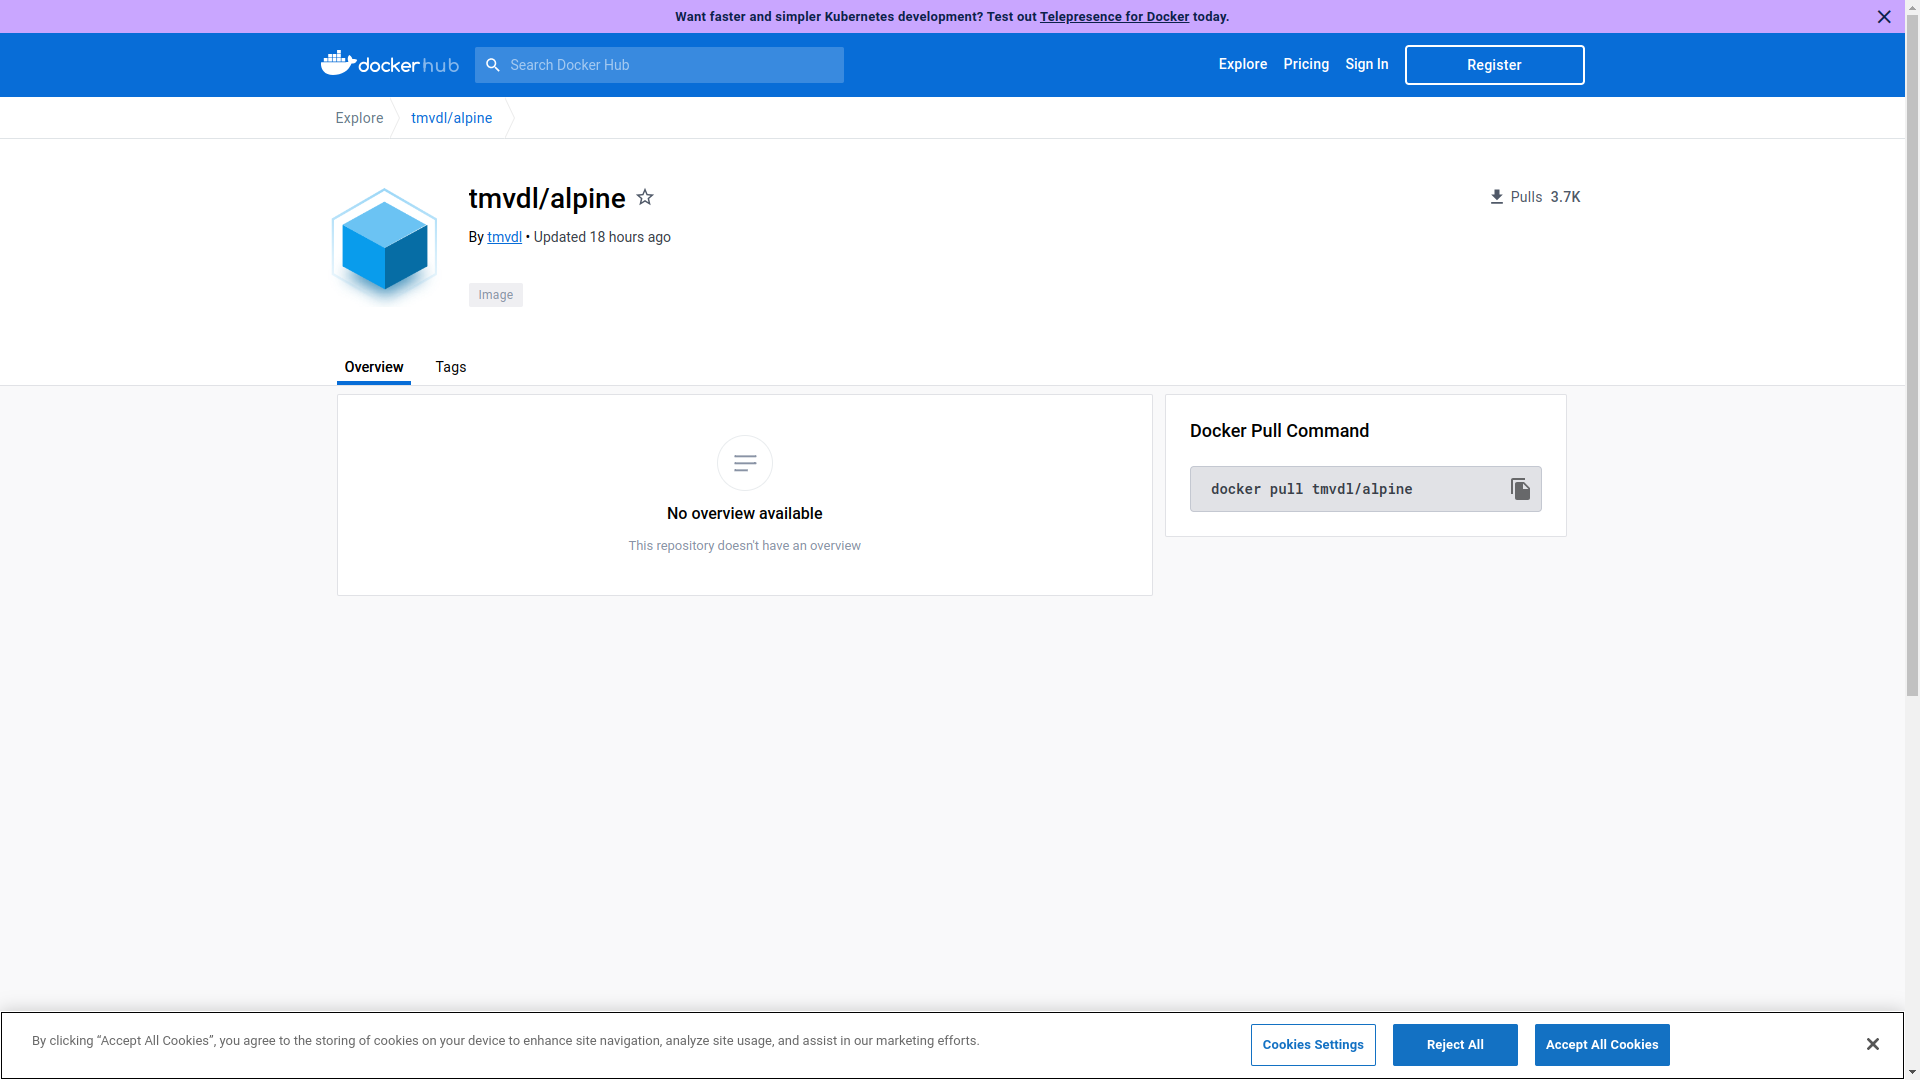 Want faster and simpler Kubernetes development? Test out Telepresence for Docker today.
docker hub
Search Docker Hub
Explore
Pricing
Sign In
Register
Explore
tmvdl/alpine
tmvdl/alpine
Pulls 3.7K
By tmvdl • Updated 18 hours ago
Image
Overview
Tags
No overview available
This repository doesn't have an overview
Docker Pull Command
docker pull tmvdl/alpine
By clicking “Accept All Cookies”, you agree to the storing of cookies on your device to enhance site navigation, analyze site usage, and assist in our marketing efforts.
Cookies Settings
Reject All
Accept All Cookies